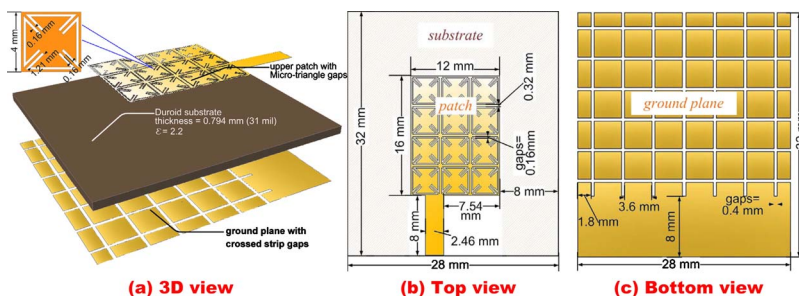 4 mm
0.16 mm
1.21 mm
0.16 mm
upper patch with
Micro-triangle gaps
Duroid substrate
thickness = 0.794 mm (31 mil)
ℰ = 2.2
ground plane with
crossed strip gaps
(a) 3D view
substrate
12 mm
0.32 mm
patch
32 mm
16 mm
gaps=
0.16mm
8 mm
7.54
mm
8 mm
2.46 mm
28 mm
(b) Top view
ground plane
gaps=
0.4 mm
3.6 mm
1.8 mm
8 mm
28 mm
(c) Bottom view